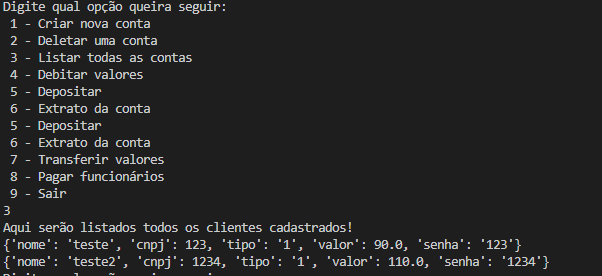 Digite qual opção queira seguir:
1 - Criar nova conta
2 - Deletar uma conta
3 - Listar todas as contas
4 - Debitar valores
5 - Depositar
6 - Extrato da conta
5 - Depositar
6 - Extrato da conta
7 - Transferir valores
8 - Pagar funcionários
9 - Sair
3
Aqui serão listados todos os clientes cadastrados!
{'nome': 'teste', 'cnpj': 123, 'tipo': '1', 'valor': 90.0, 'senha': '123'}
{'nome': 'teste2', 'cnpj': 1234, 'tipo': '1', 'valor': 110.0, 'senha': '1234'}